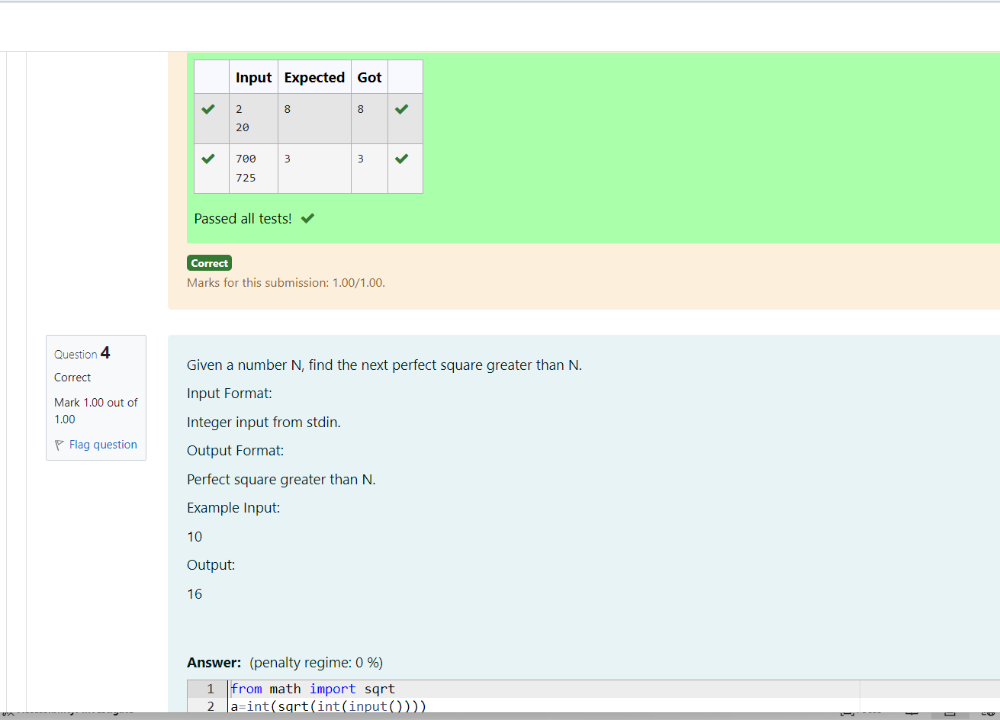 Input Expected Got
2 8 8
20
700 3 3
725
Passed all tests!
Correct
Marks for this submission: 1.00/1.00.
Question 4
Correct
Mark 1.00 out of
1.00
Flag question
Given a number N, find the next perfect square greater than N.
Input Format:
Integer input from stdin.
Output Format:
Perfect square greater than N.
Example Input:
10
Output:
16
Answer: (penalty regime: 0 %)
1 from math import sqrt
2 a=int(sqrt(int(input())))